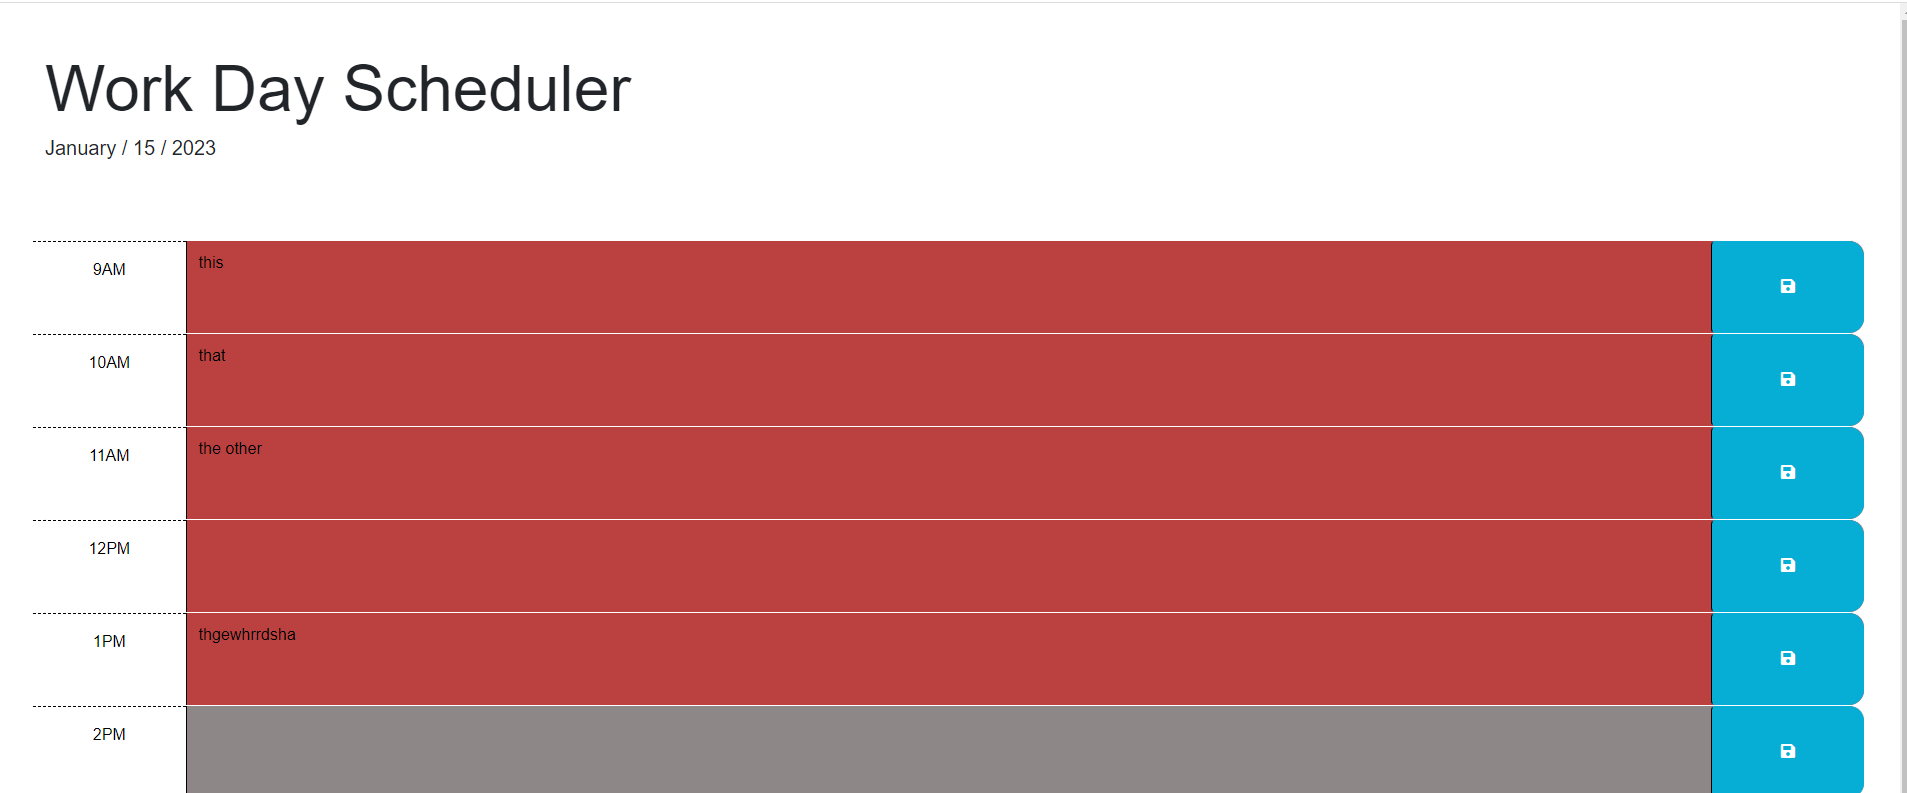 Work Day Scheduler
January / 15 / 2023
9AM
this
10AM
that
11AM
the other
12PM
1PM
thgewhrrdsha
2PM